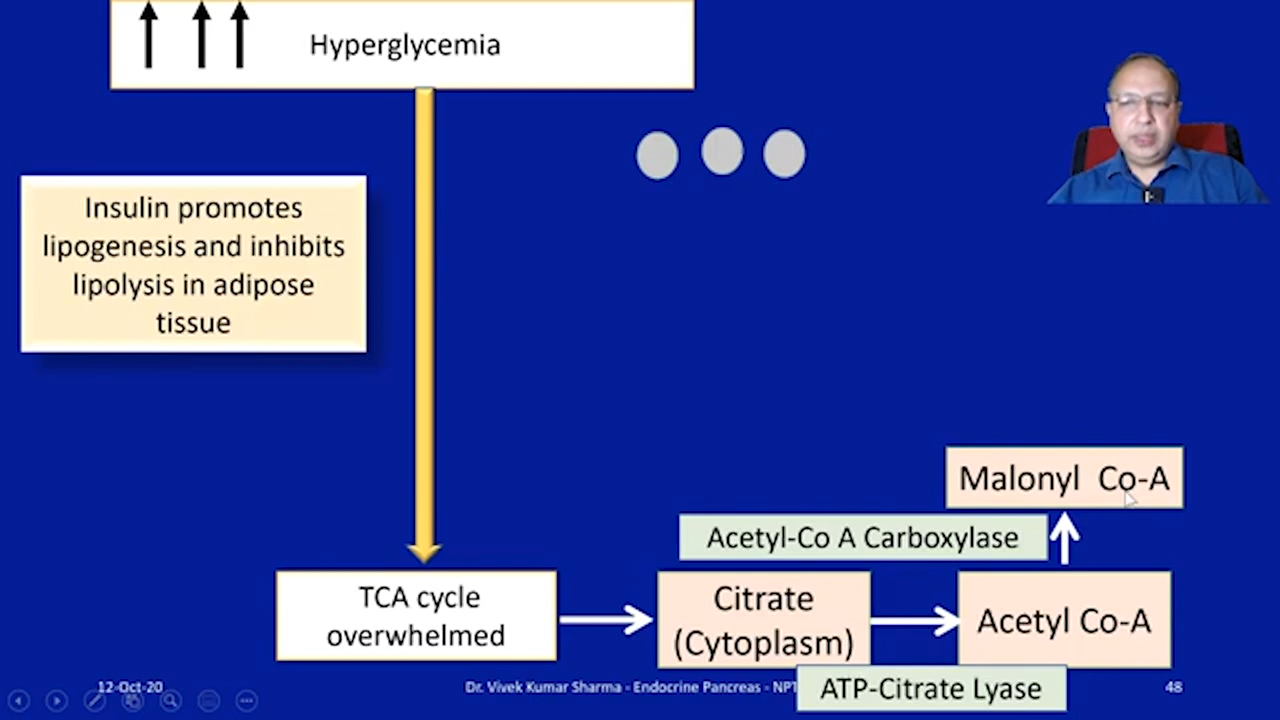 Hyperglycemia
Insulin promotes
lipogenesis and inhibits
lipolysis in adipose
tissue
Malonyl Co-A
Acetyl-Co A Carboxylase
TCA cycle
overwhelmed
Citrate
(Cytoplasm)
Acetyl Co-A
12-Oct-20
Dr. Vivek Kumar Sharma - Endocrine Pancreas - NPT
ATP-Citrate Lyase
48